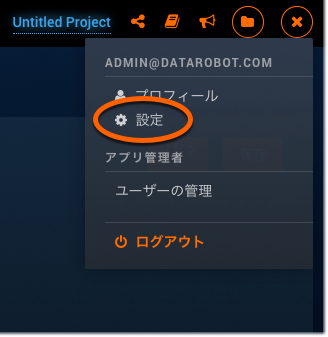 Untitled Project
ADMIN@DATAROBOT.COM
プロフィール
設定
アプリ管理者
ユーザーの管理
ログアウト